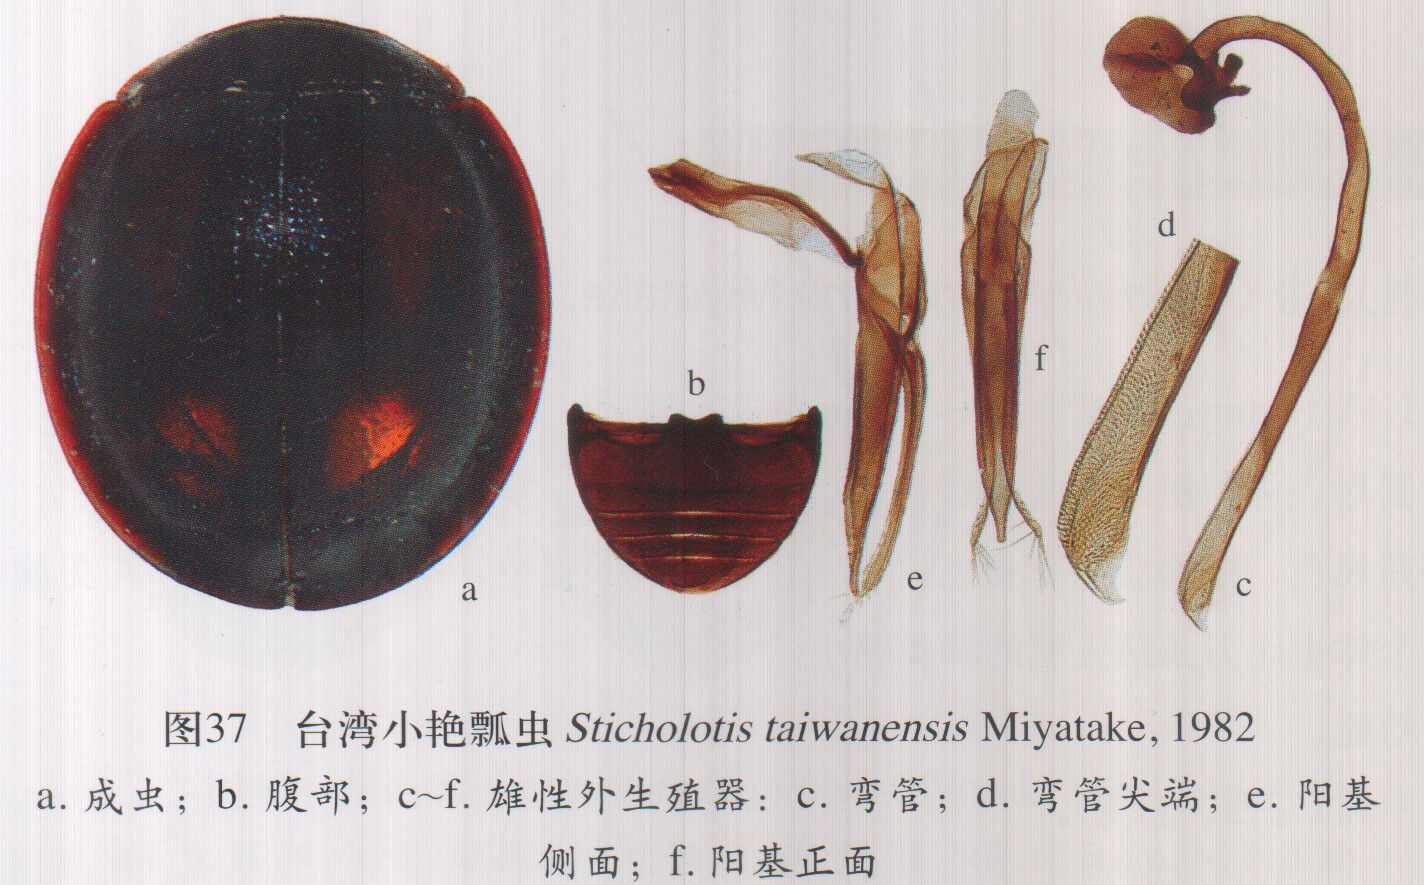 a
b
e
f
d
c
图37 台湾小艳瓢虫 Sticholotis taiwanensis Miyatake, 1982
a. 成虫；b. 腹部；c~f. 雄性外生殖器：c. 弯管；d. 弯管尖端；e. 阳基
侧面；f. 阳基正面